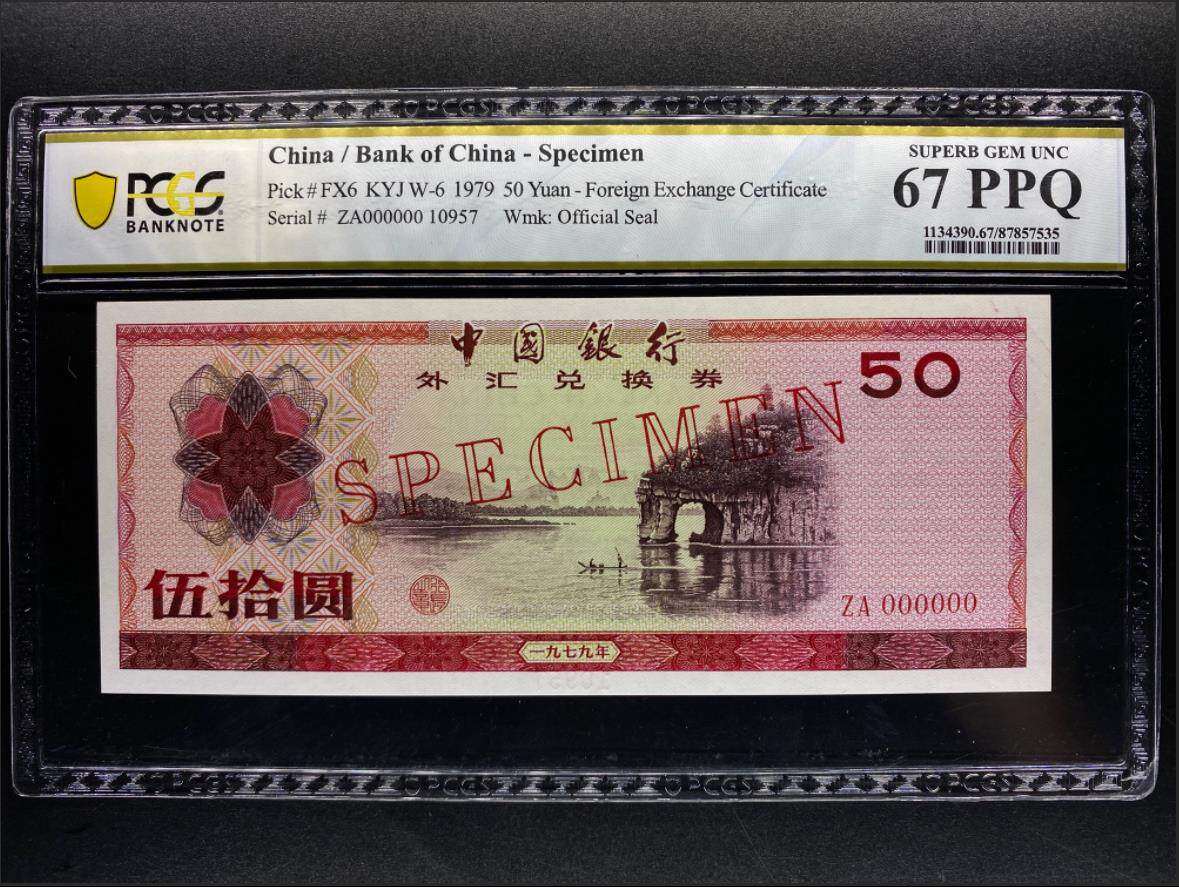 PCGS
BANKNOTE
China / Bank of China - Specimen
Pick # FX6 KYJ W-6 1979 50 Yuan - Foreign Exchange Certificate
Serial # ZA000000 10957 Wmk: Official Seal
SUPERB GEM UNC
67 PPQ
1134390.67/87857535
中國銀行
外汇兑换券
50
SPECIMEN
伍拾圆
ZA 000000
一九七九年